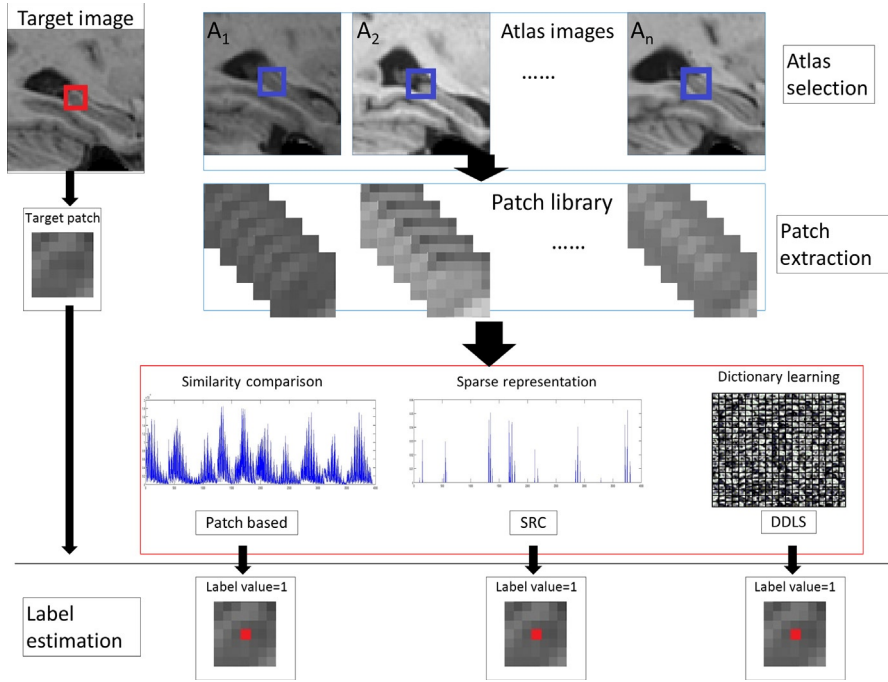 Target image
A1
A2
Atlas images
An
......
Atlas
selection
Target patch
Patch library
......
Patch
extraction
Similarity comparison
Sparse representation
Dictionary learning
Patch based
SRC
DDLS
Label value=1
Label value=1
Label value=1
Label
estimation